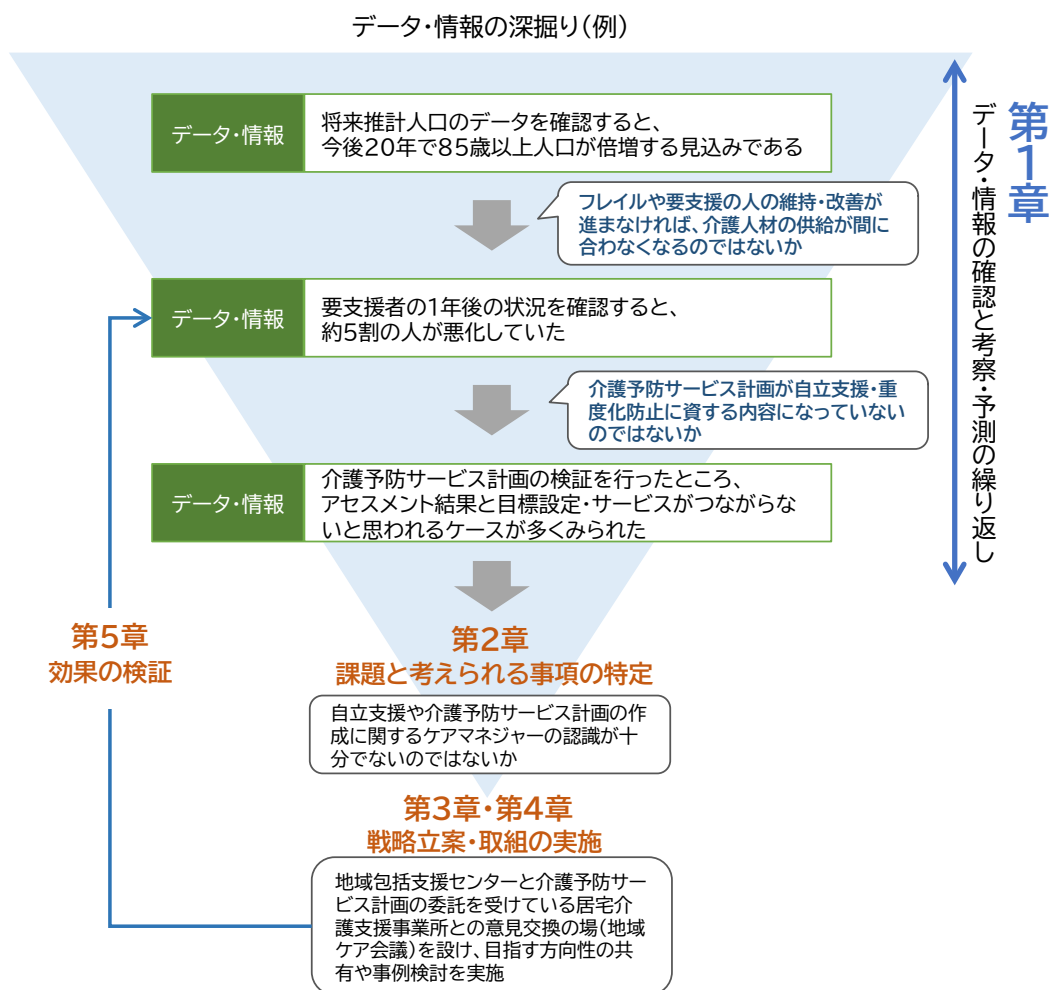 データ・情報の深掘り（例）
データ・情報
将来推計人口のデータを確認すると、
今後20年で85歳以上人口が倍増する見込みである
フレイルや要支援の人の維持・改善が
進まなければ、介護人材の供給が間に
合わなくなるのではないか
データ・情報
要支援者の1年後の状況を確認すると、
約5割の人が悪化していた
介護予防サービス計画が自立支援・重
度化防止に資する内容になっていない
のではないか
データ・情報
介護予防サービス計画の検証を行ったところ、
アセスメント結果と目標設定・サービスがつながらな
いと思われるケースが多くみられた
第1章
データ・情報の確認と考察・予測の繰り返し
第2章
課題と考えられる事項の特定
自立支援や介護予防サービス計画の作
成に関するケアマネジャーの認識が十
分でないのではないか
第3章・第4章
戦略立案・取組の実施
地域包括支援センターと介護予防サー
ビス計画の委託を受けている居宅介
護支援事業所との意見交換の場（地域
ケア会議）を設け、目指す方向性の共
有や事例検討を実施
第5章
効果の検証